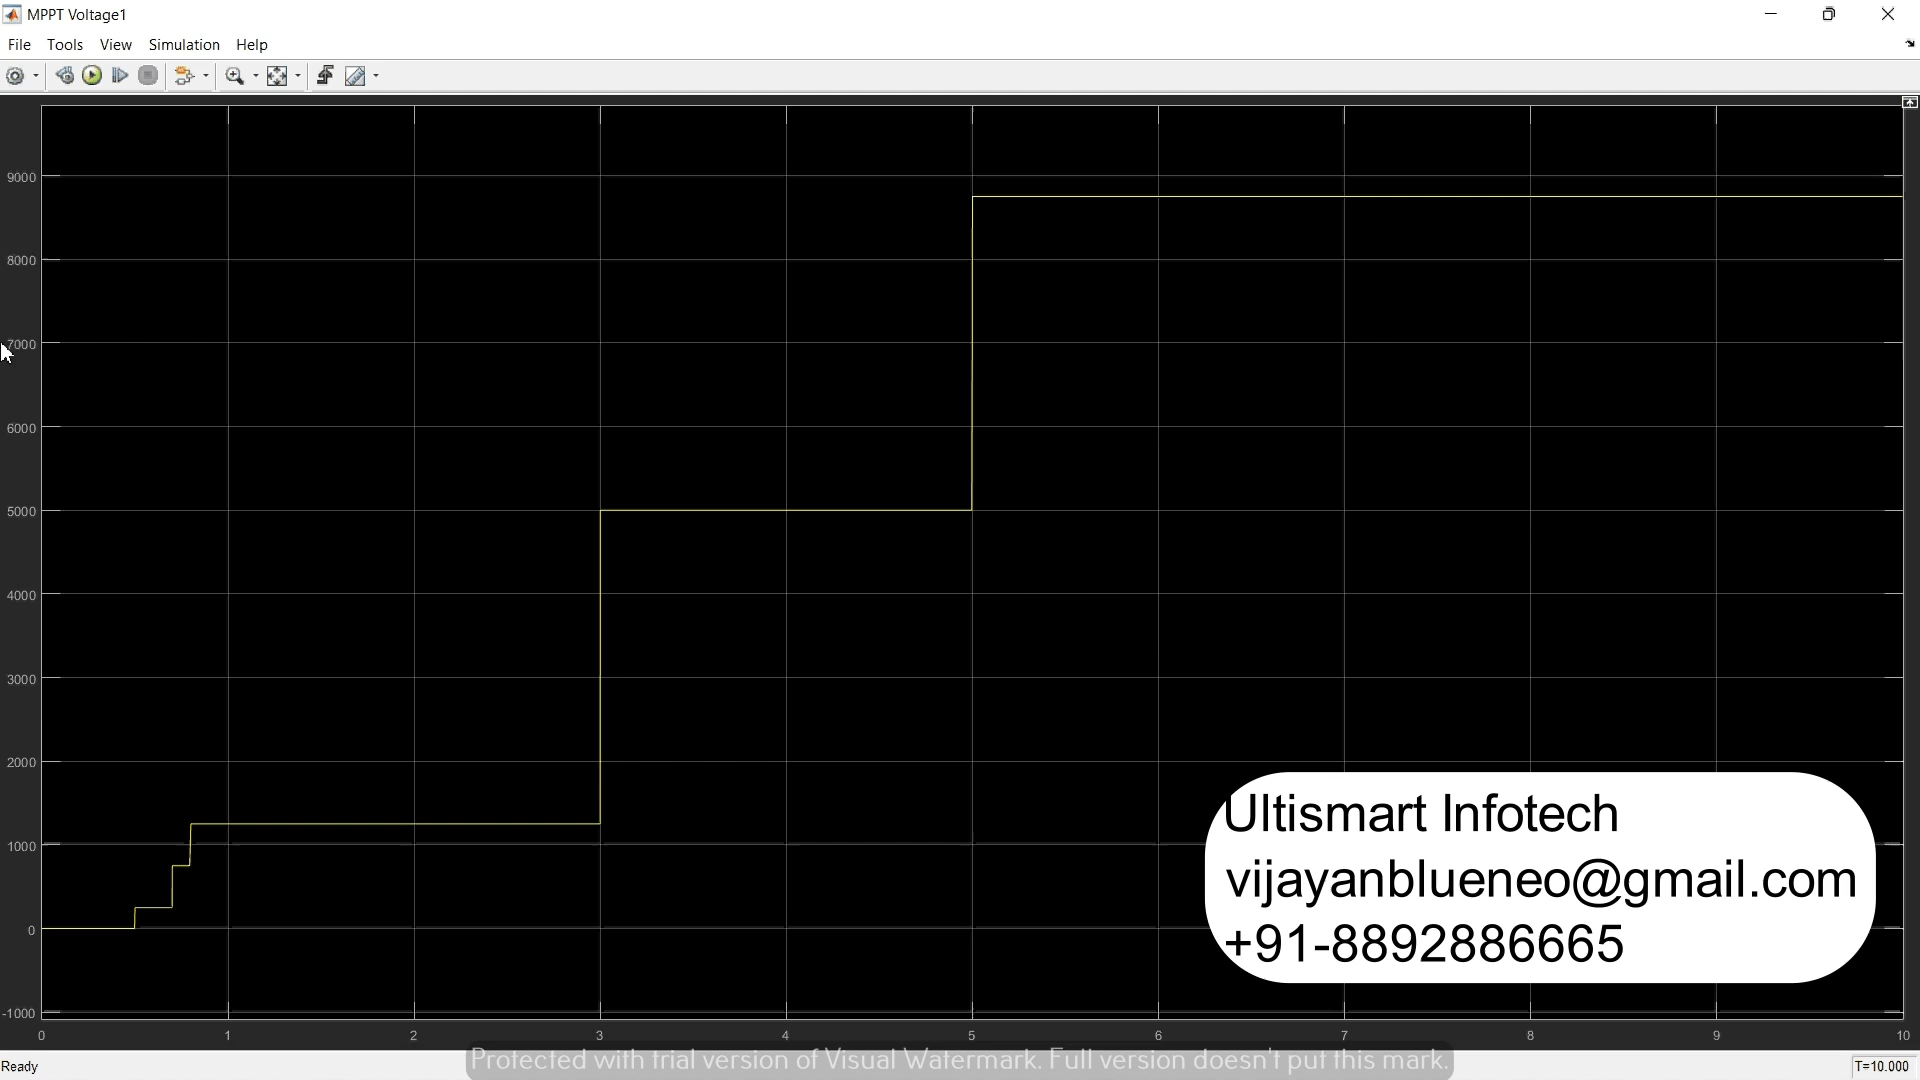 MPPT Voltage1
File Tools View Simulation Help
9000
8000
7000
6000
5000
4000
3000
2000
1000
0
-1000
0 1 2 3 4 5 6 7 8 9 10
Ultismart Infotech
vijayanblueneo@gmail.com
+91-8892886665
Protected with trial version of Visual Watermark. Full version doesn't put this mark.
Ready T=10.000